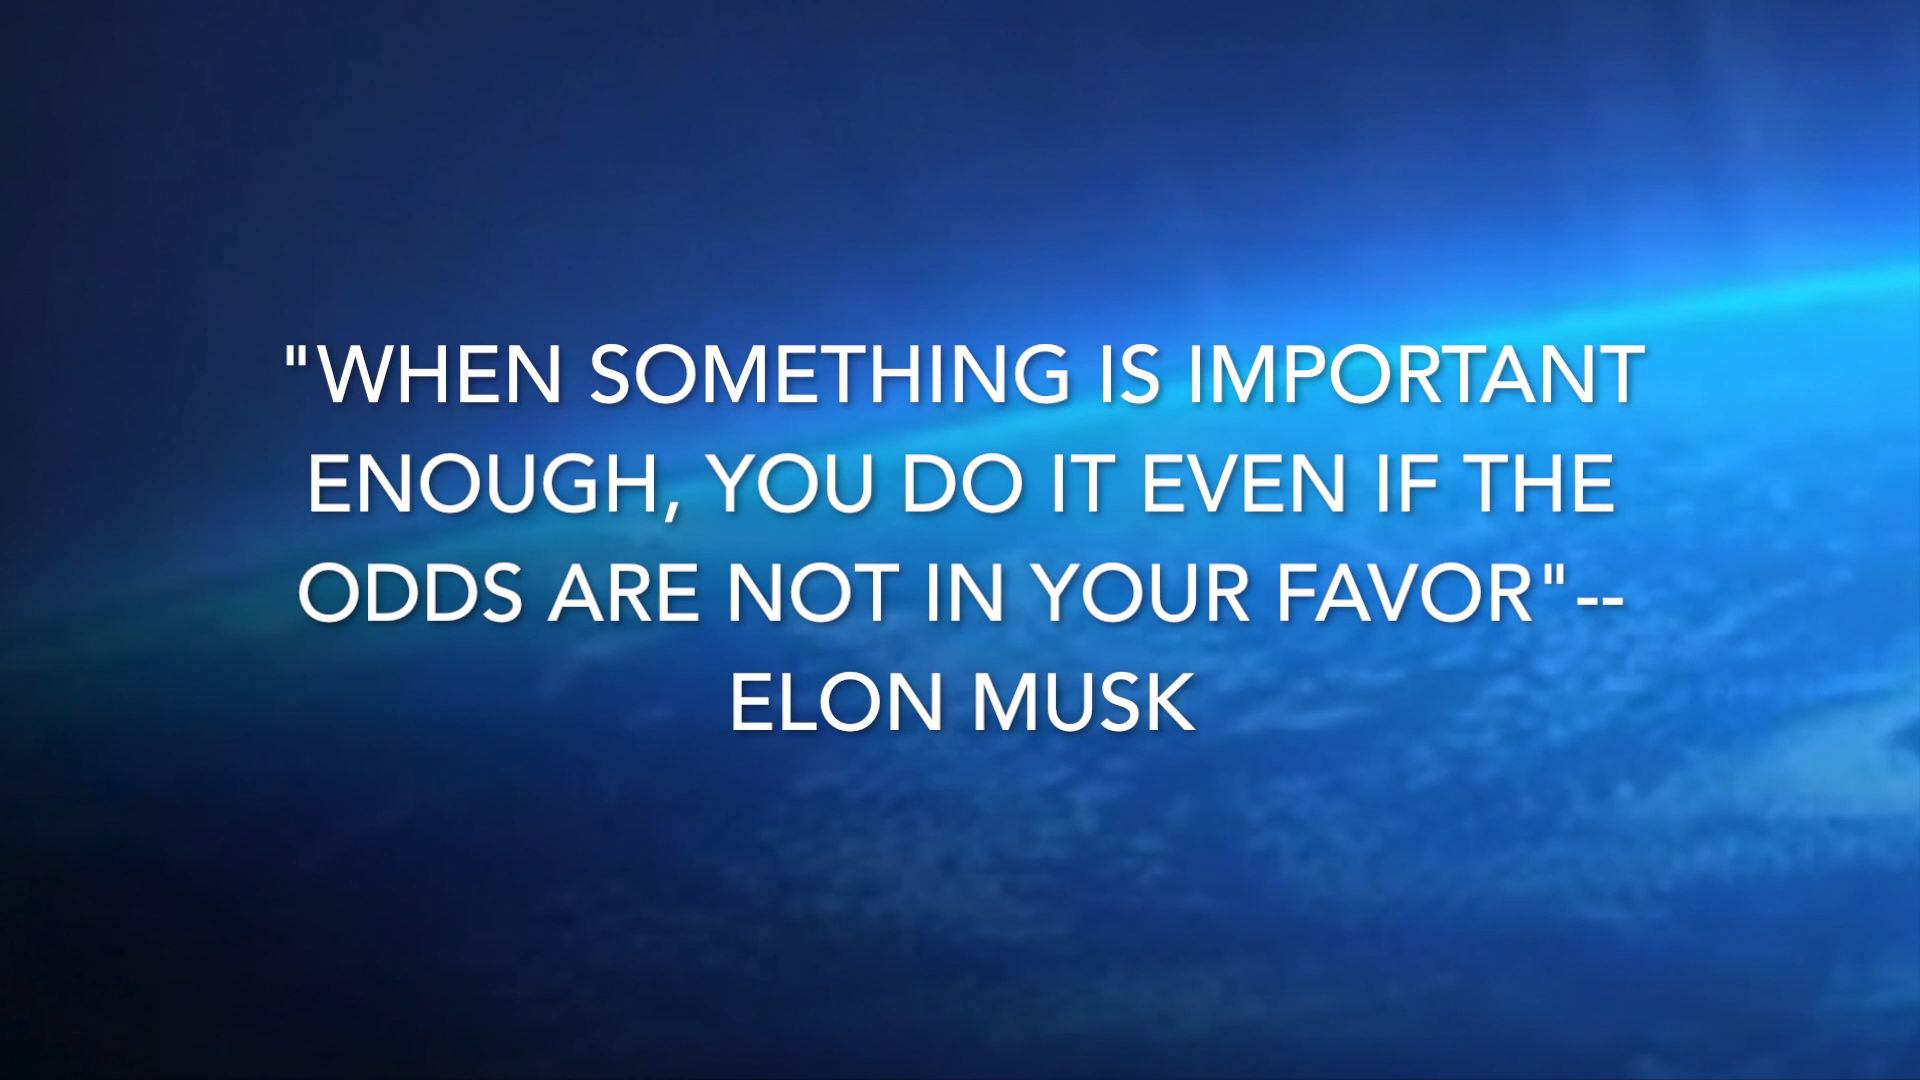 "WHEN SOMETHING IS IMPORTANT
ENOUGH, YOU DO IT EVEN IF THE
ODDS ARE NOT IN YOUR FAVOR"--
ELON MUSK